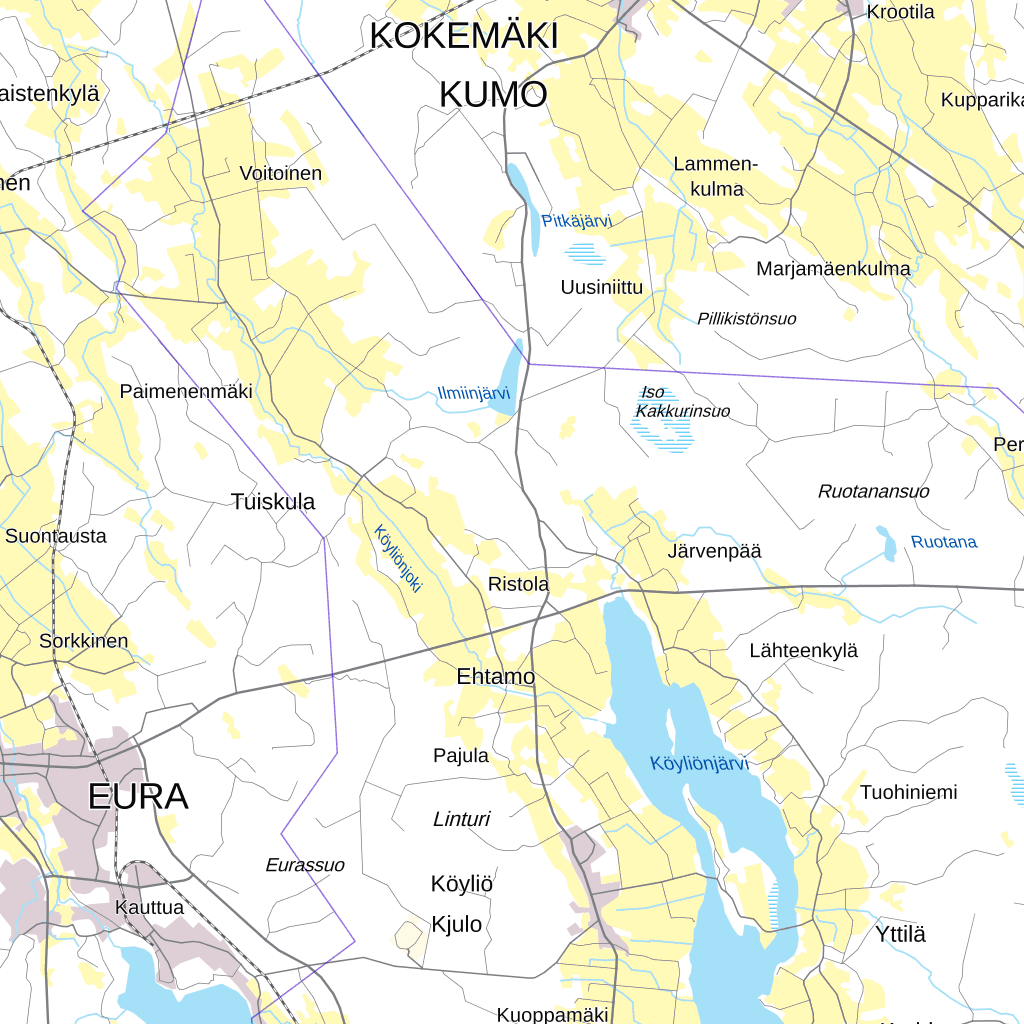 Krootila
KOKEMÄKI
KUMO
aistenkylä
Kupparika
Lammen-
kulma
Voitoinen
nen
Pitkäjärvi
Marjamäenkulma
Uusiniittu
Pillikistönsuo
Paimenenmäki
Ilmiinjärvi
Iso
Kakkurinsuo
Per
Tuiskula
Ruotanansuo
Suontausta
Köyliönjoki
Järvenpää
Ruotana
Ristola
Sorkkinen
Lähteenkylä
Ehtamo
Pajula
Köyliönjärvi
EURA
Linturi
Tuohiniemi
Eurassuo
Köyliö
Kauttua
Kjulo
Yttilä
Kuoppamäki